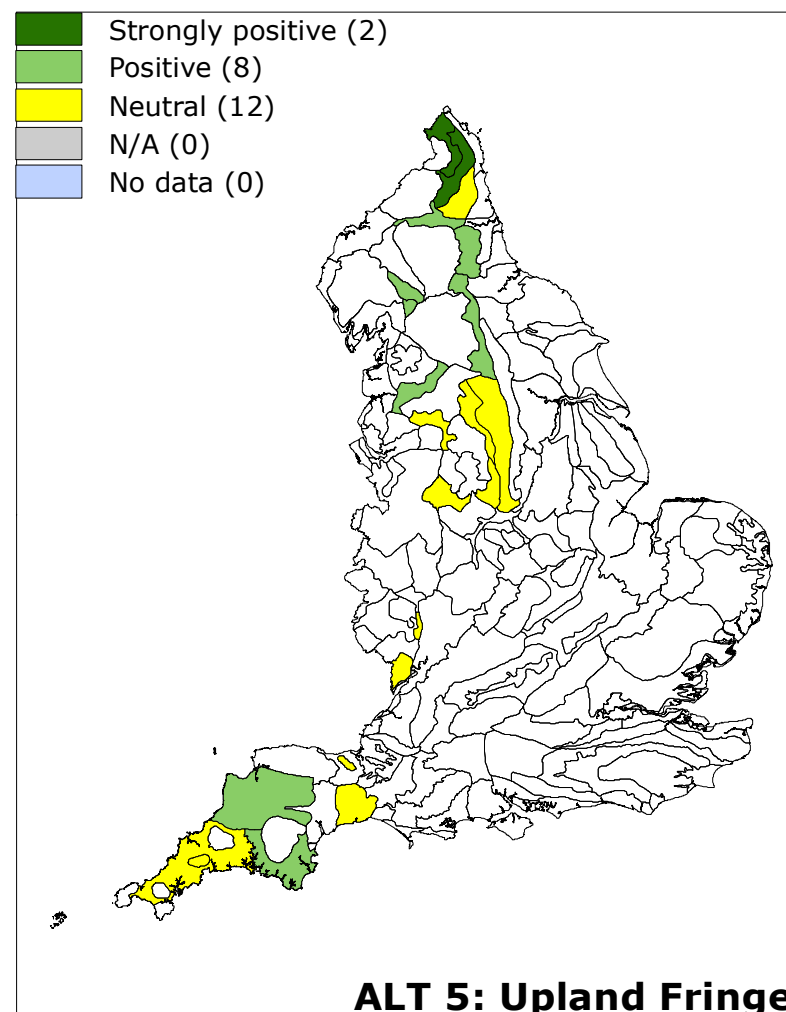 Strongly positive (2)
Positive (8)
Neutral (12)
N/A (0)
No data (0)
ALT 5: Upland Fringe